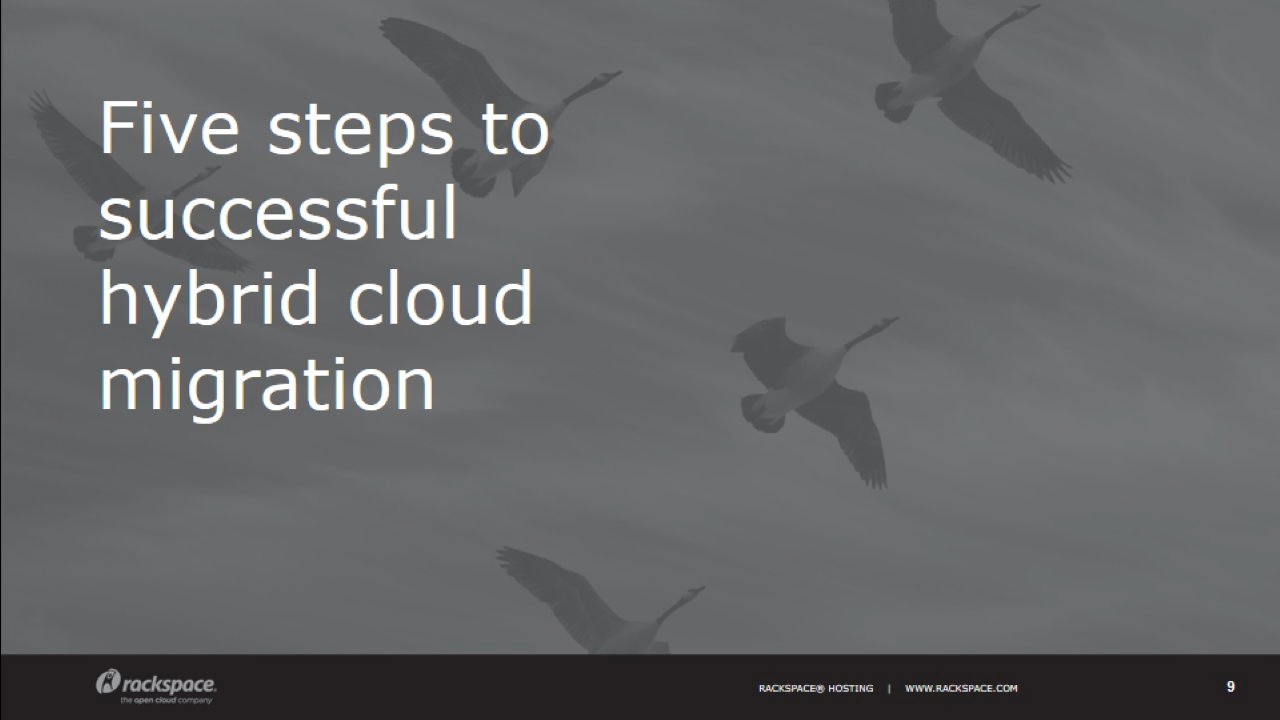 Five steps to
successful
hybrid cloud
migration
rackspace.
the open cloud company
RACKSPACE® HOSTING | WWW.RACKSPACE.COM
9